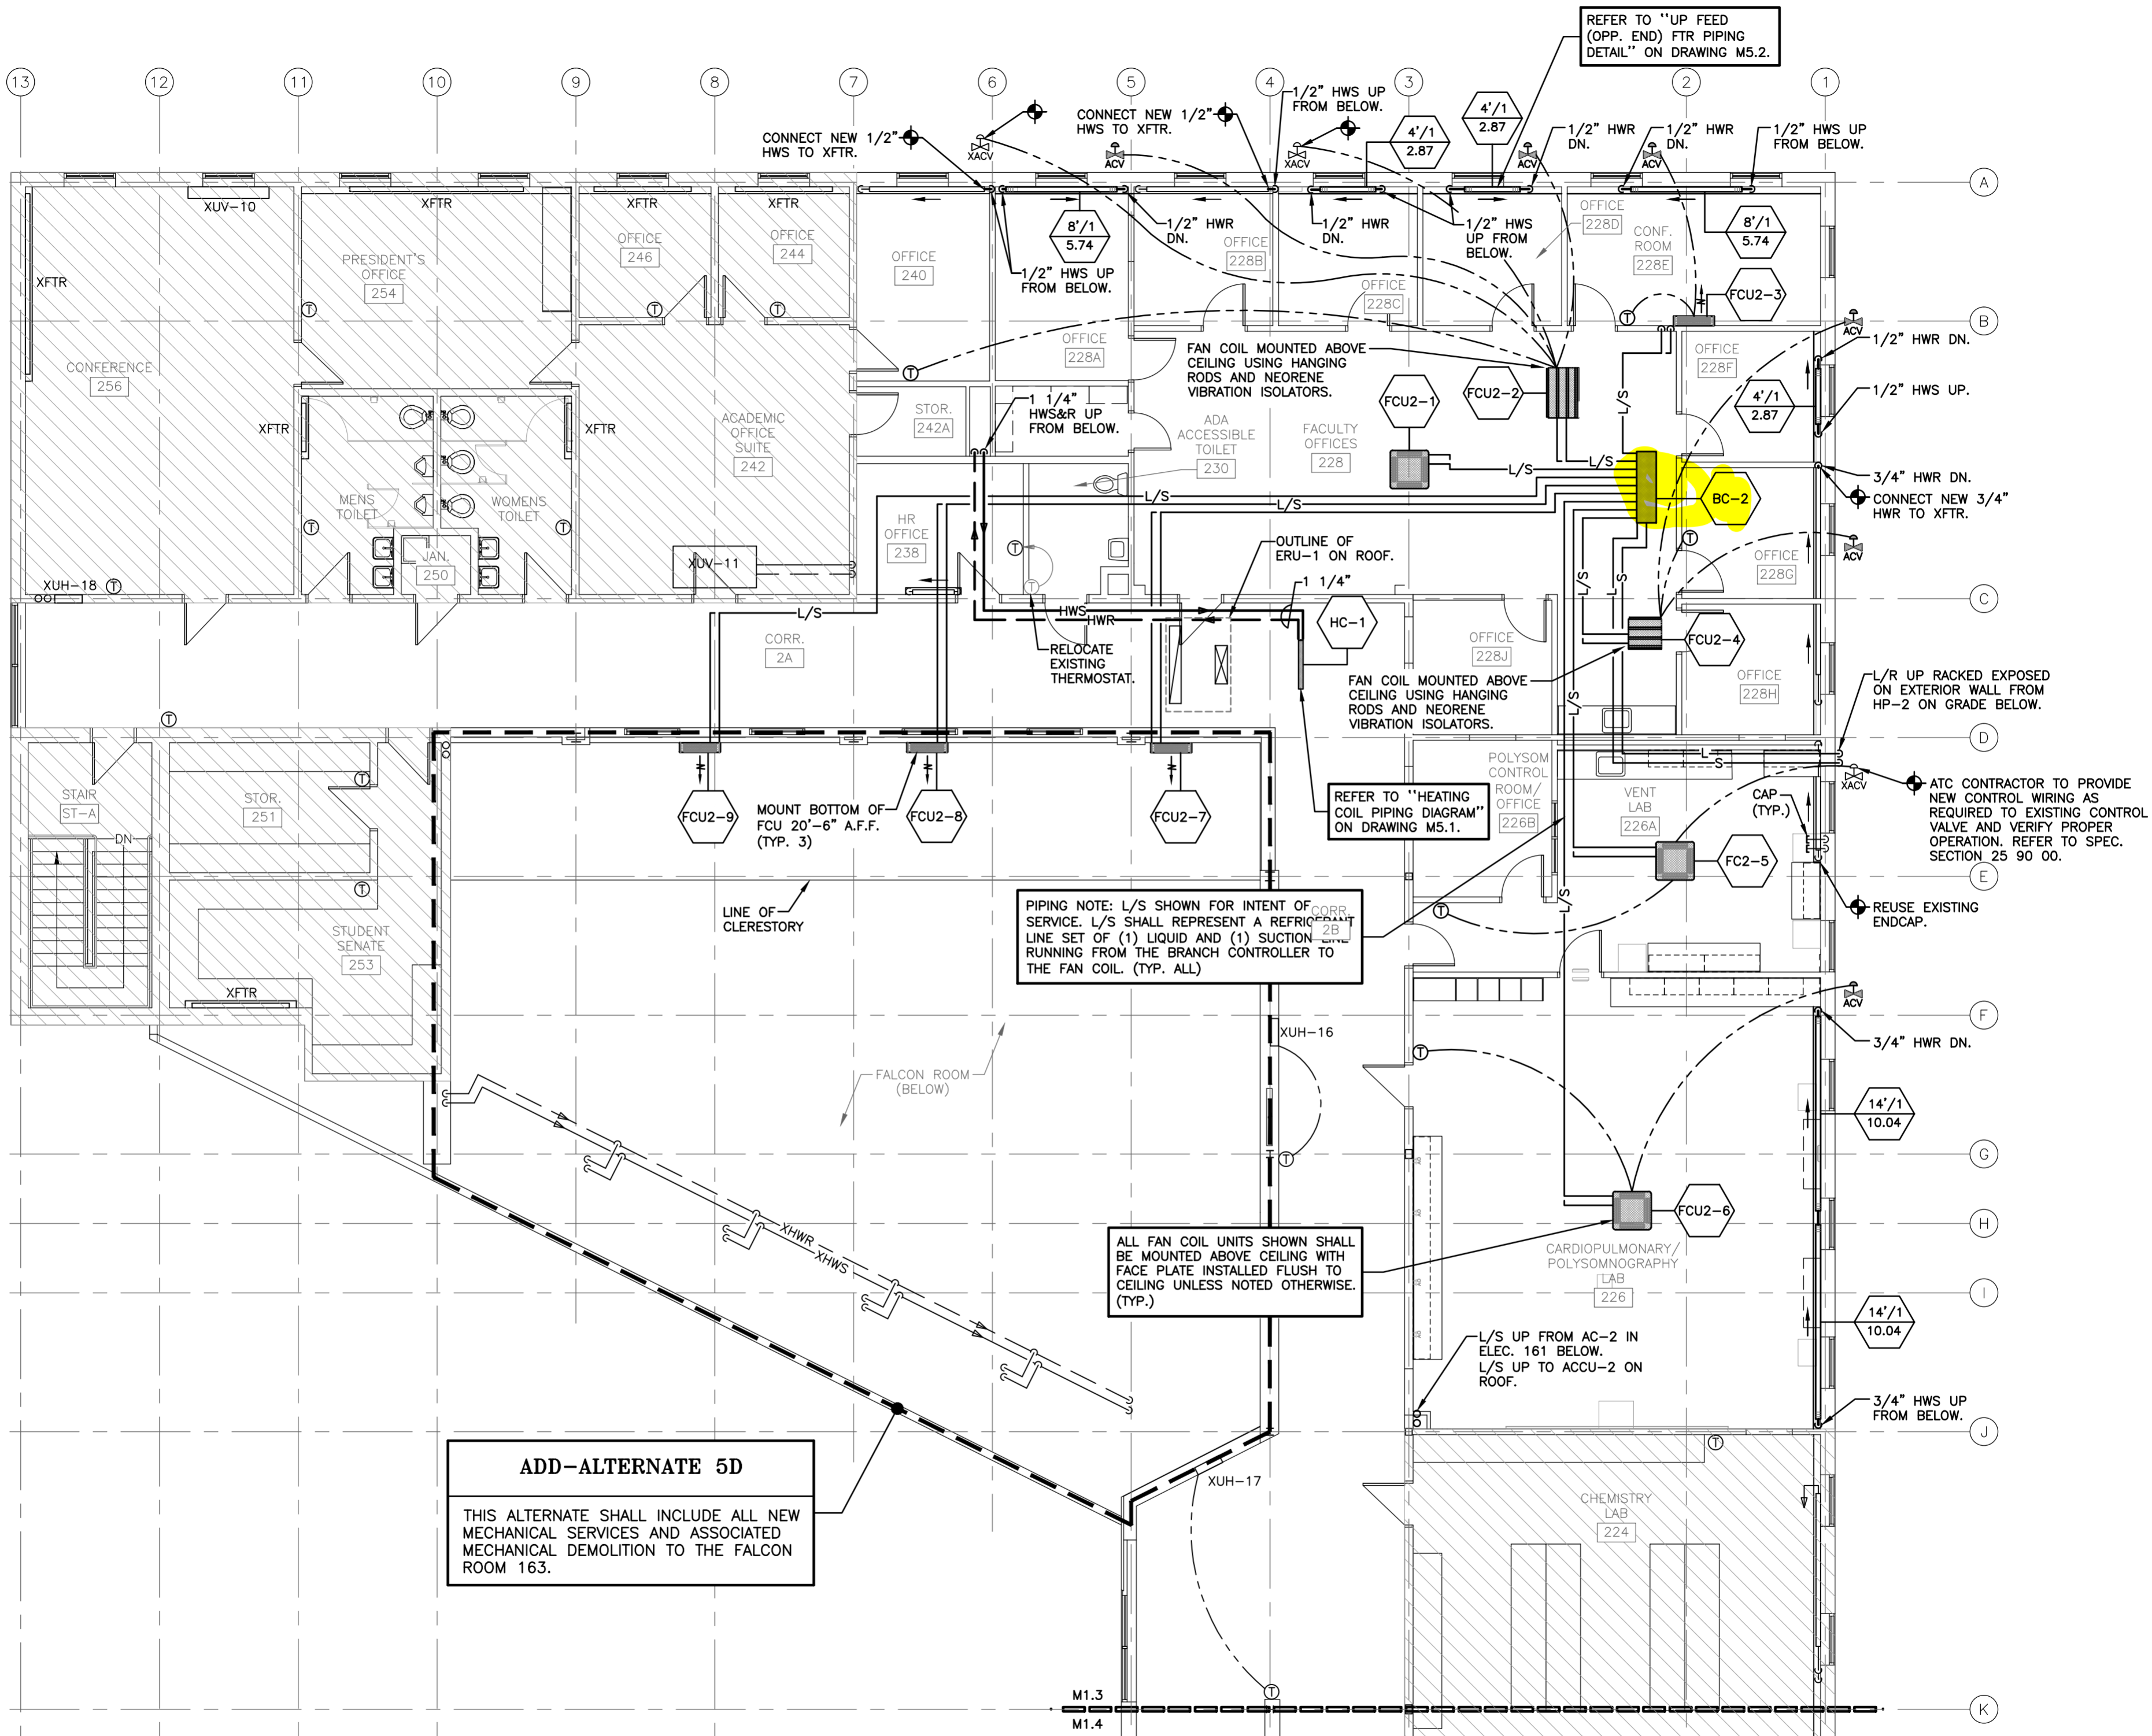 REFER TO "UP FEED
(OPP. END) FTR PIPING
DETAIL" ON DRAWING M5.2.
13
12
11
10
9
8
7
6
5
4
3
2
1
CONNECT NEW 1/2"
HWS TO XFTR.
XACV
CONNECT NEW 1/2"
HWS TO XFTR.
ACV
1/2" HWS UP
FROM BELOW.
XACV
4'/1
2.87
4'/1
2.87
1/2" HWR
DN.
ACV
1/2" HWR
DN.
ACV
1/2" HWS UP
FROM BELOW.
A
XUV-10
XFTR
XFTR
XFTR
XFTR
PRESIDENT'S
OFFICE
254
OFFICE
246
OFFICE
244
OFFICE
240
8'/1
5.74
1/2" HWS UP
FROM BELOW.
1/2" HWR
DN.
OFFICE
228B
1/2" HWR
DN.
OFFICE
228C
1/2" HWS
UP FROM
BELOW.
OFFICE
228D
CONF.
ROOM
228E
8'/1
5.74
FCU2-3
T
T
T
T
B
ACV
1/2" HWR DN.
CONFERENCE
256
OFFICE
228A
T
FAN COIL MOUNTED ABOVE
CEILING USING HANGING
RODS AND NEORENE
VIBRATION ISOLATORS.
FCU2-1
FCU2-2
L/S
OFFICE
228F
4'/1
2.87
1/2" HWS UP.
XFTR
XFTR
ACADEMIC
OFFICE
SUITE
242
STOR.
242A
1 1/4"
HWS&R UP
FROM BELOW.
ADA
ACCESSIBLE
TOILET
230
FACULTY
OFFICES
228
L/S
L/S
L/S
L/S
BC-2
3/4" HWR DN.
CONNECT NEW 3/4"
HWR TO XFTR.
MENS
TOILET
WOMENS
TOILET
T
T
JAN.
250
HR
OFFICE
238
T
T
T
ACV
XUV-11
OUTLINE OF
ERU-1 ON ROOF.
1 1/4"
L/S
L/S
OFFICE
228G
XUH-18
T
C
L/S
HWS
HWR
HC-1
CORR.
2A
RELOCATE
EXISTING
THERMOSTAT.
OFFICE
228J
FCU2-4
FAN COIL MOUNTED ABOVE
CEILING USING HANGING
RODS AND NEORENE
VIBRATION ISOLATORS.
L/S
OFFICE
228H
L/R UP RACKED EXPOSED
ON EXTERIOR WALL FROM
HP-2 ON GRADE BELOW.
T
D
L
S
XACV
ATC CONTRACTOR TO PROVIDE
NEW CONTROL WIRING AS
REQUIRED TO EXISTING CONTROL
VALVE AND VERIFY PROPER
OPERATION. REFER TO SPEC.
SECTION 25 90 00.
STAIR
ST-A
DN
STOR.
251
T
FCU2-9
MOUNT BOTTOM OF
FCU 20'-6" A.F.F.
(TYP. 3)
FCU2-8
FCU2-7
REFER TO "HEATING
COIL PIPING DIAGRAM"
ON DRAWING M5.1.
POLYSOM
CONTROL
ROOM/
OFFICE
226B
VENT
LAB
226A
CAP
(TYP.)
FC2-5
E
T
LINE OF
CLERESTORY
PIPING NOTE: L/S SHOWN FOR INTENT OF
SERVICE. L/S SHALL REPRESENT A REFRIGERANT
LINE SET OF (1) LIQUID AND (1) SUCTION LINE
RUNNING FROM THE BRANCH CONTROLLER TO
THE FAN COIL. (TYP. ALL)
CORR.
2B
T
L/S
REUSE EXISTING
ENDCAP.
STUDENT
SENATE
253
XFTR
ACV
F
XUH-16
T
3/4" HWR DN.
FALCON ROOM
(BELOW)
14'/1
10.04
T
G
FCU2-6
H
XHWR
XHWS
ALL FAN COIL UNITS SHOWN SHALL
BE MOUNTED ABOVE CEILING WITH
FACE PLATE INSTALLED FLUSH TO
CEILING UNLESS NOTED OTHERWISE.
(TYP.)
CARDIOPULMONARY/
POLYSOMNOGRAPHY
LAB
226
I
14'/1
10.04
L/S UP FROM AC-2 IN
ELEC. 161 BELOW.
L/S UP TO ACCU-2 ON
ROOF.
3/4" HWS UP
FROM BELOW.
J
T
ADD-ALTERNATE 5D
THIS ALTERNATE SHALL INCLUDE ALL NEW
MECHANICAL SERVICES AND ASSOCIATED
MECHANICAL DEMOLITION TO THE FALCON
ROOM 163.
XUH-17
CHEMISTRY
LAB
224
T
M1.3
M1.4
K